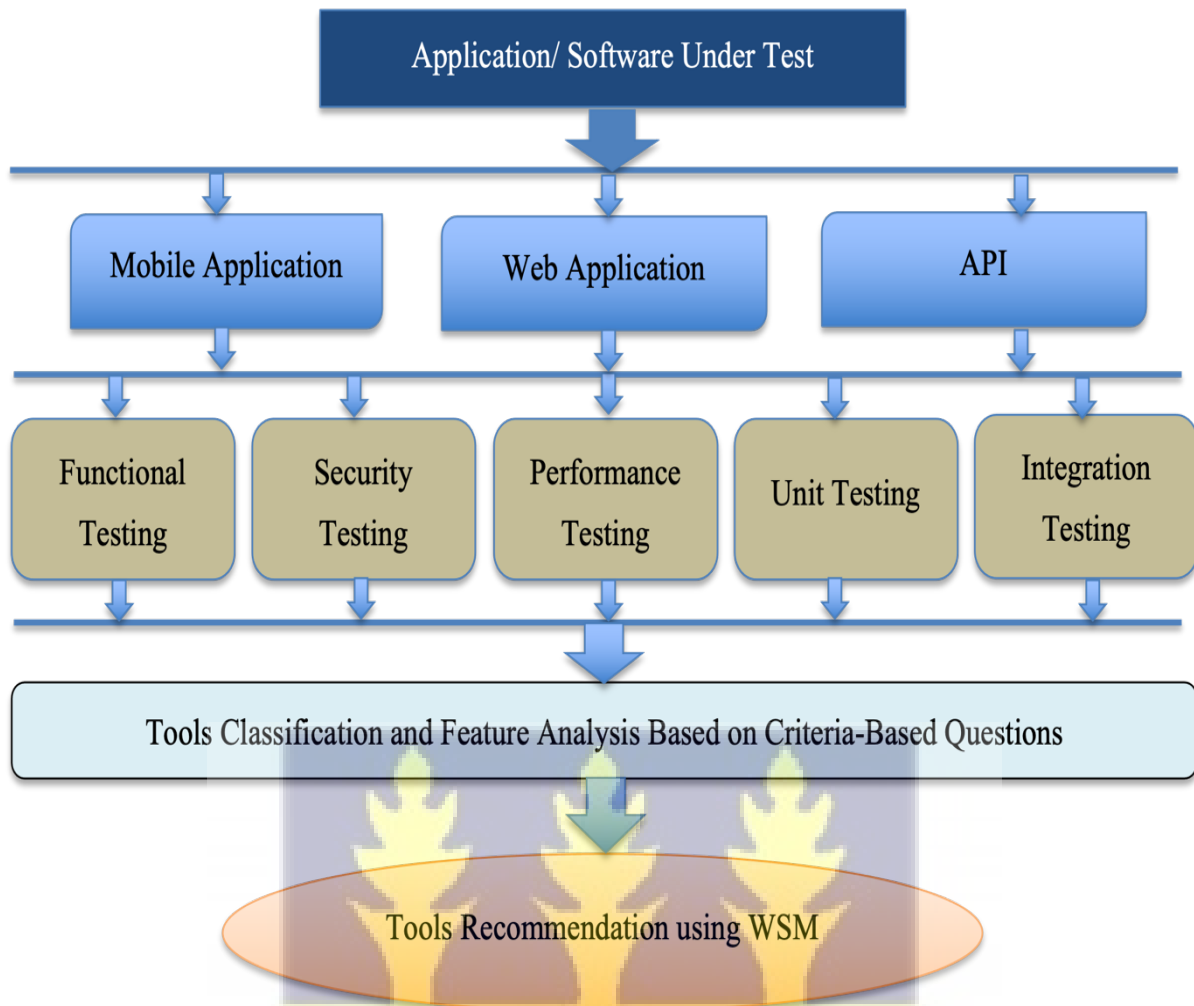 Application/ Software Under Test
Mobile Application
Web Application
API
Functional
Testing
Security
Testing
Performance
Testing
Unit Testing
Integration
Testing
Tools Classification and Feature Analysis Based on Criteria-Based Questions
Tools Recommendation using WSM